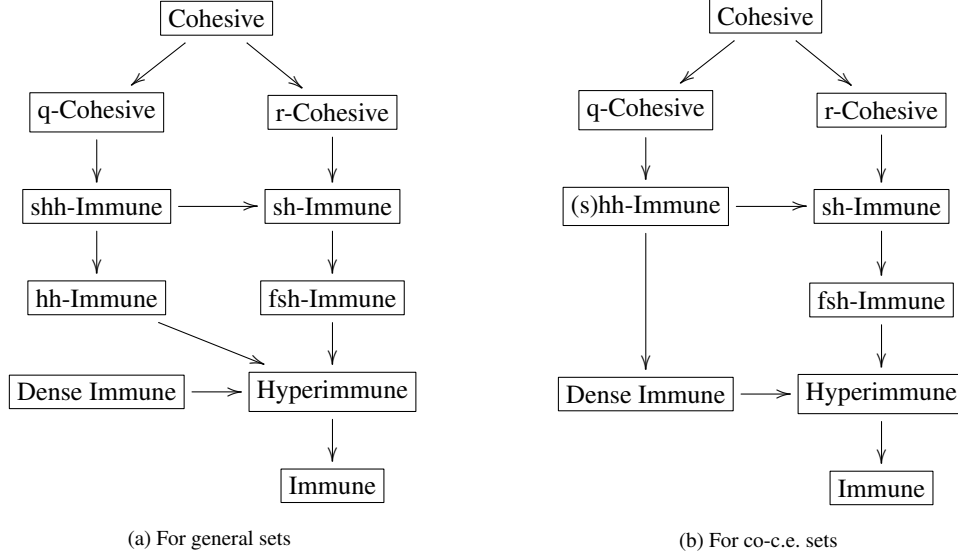 Cohesive
q-Cohesive
r-Cohesive
shh-Immune
sh-Immune
hh-Immune
fsh-Immune
Dense Immune
Hyperimmune
Immune
(a) For general sets
Cohesive
q-Cohesive
r-Cohesive
(s)hh-Immune
sh-Immune
fsh-Immune
Dense Immune
Hyperimmune
Immune
(b) For co-c.e. sets